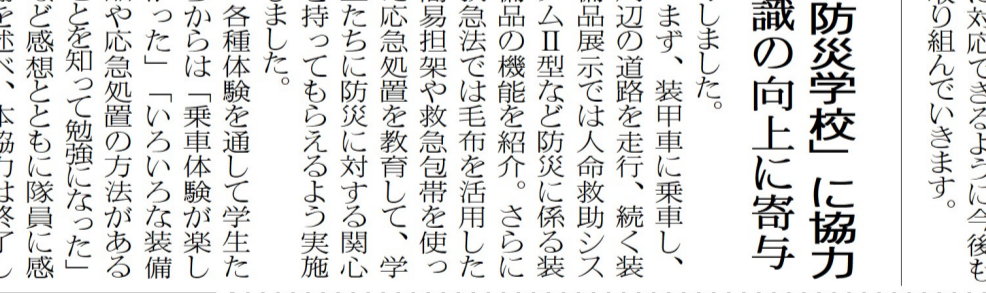 に対応できるように今後も
取り組んでいきます。
防災学校」に協力
識の向上に寄与
しました。
まず、装甲車に乗車し、
周辺の道路を走行、続く装
備品展示では人命救助シス
ムⅡ型など防災に係る装
備品の機能を紹介。さらに
救急法では毛布を活用した
簡易担架や救急包帯を使っ
応急処置を教育して、学
たちに防災に対する関心
を持ってもらえるよう実施
ました。
各種体験を通して学生た
からは「乗車体験が楽し
った」「いろいろな装備
や応急処置の方法がある
とを知って勉強になった」
ど感想とともに隊員に感
を述べ、本協力は終了し